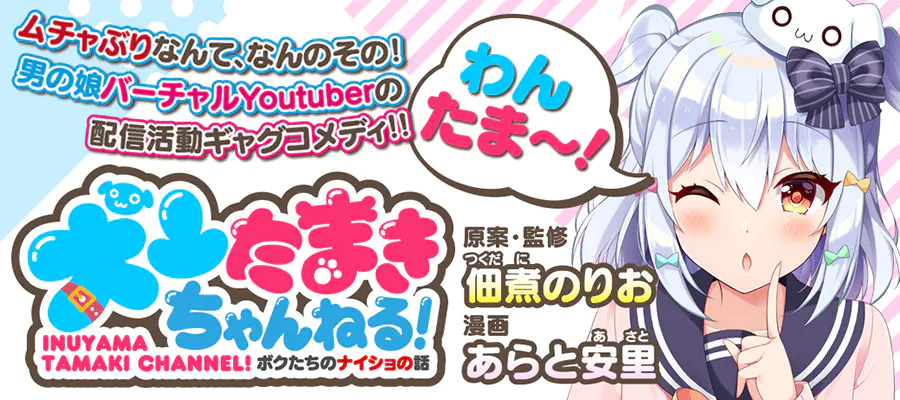 ムチャぶりなんて、なんのその！
男の娘バーチャルYoutuberの
配信活動ギャグコメディ!!
わん
たま～！
犬山たまき
ちゃんねる！
INUYAMA
TAMAKI CHANNEL!
ボクたちのナイショの話
原案・監修
つくだ に
佃煮のりお
漫画
あ さと
あらと安里